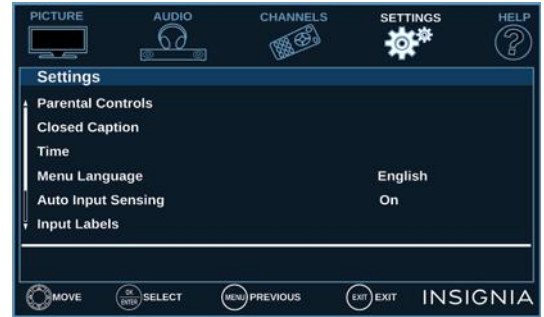 PICTURE AUDIO CHANNELS SETTINGS HELP
Settings
Parental Controls
Closed Caption
Time
Menu Language English
Auto Input Sensing On
Input Labels
MOVE OK ENTER SELECT MENU PREVIOUS EXIT EXIT INSIGNIA